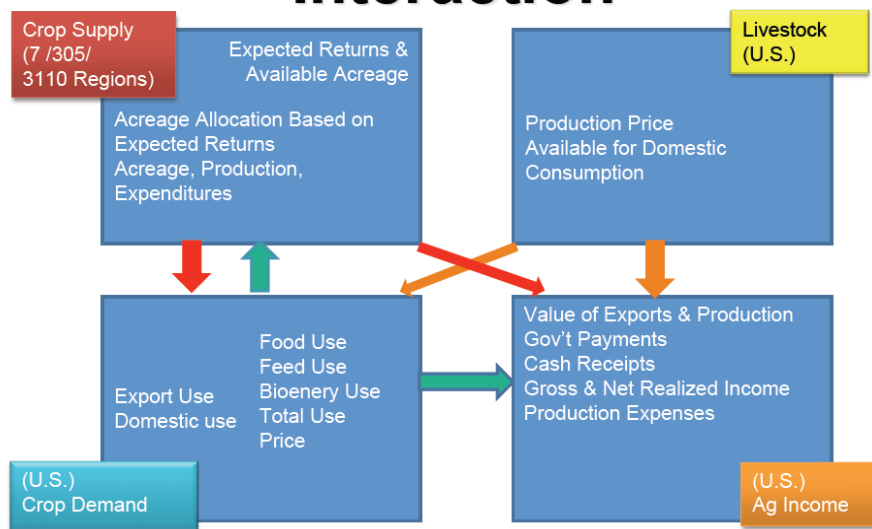 Interaction
Crop Supply
(7 /305/
3110 Regions)
Expected Returns &
Available Acreage
Acreage Allocation Based on
Expected Returns
Acreage, Production,
Expenditures
Livestock
(U.S.)
Production Price
Available for Domestic
Consumption
Export Use
Domestic use
Food Use
Feed Use
Bioenery Use
Total Use
Price
(U.S.)
Crop Demand
Value of Exports & Production
Gov't Payments
Cash Receipts
Gross & Net Realized Income
Production Expenses
(U.S.)
Ag Income